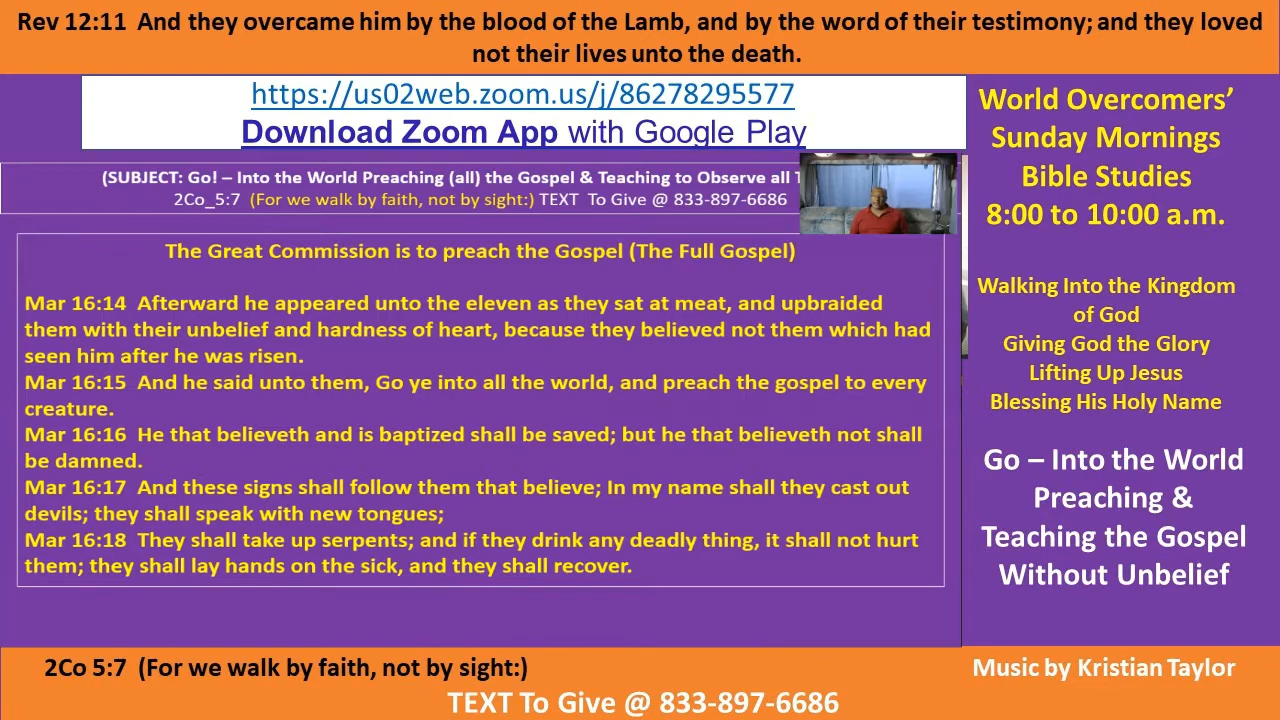 Rev 12:11  And they overcame him by the blood of the Lamb, and by the word of their testimony; and they loved
not their lives unto the death.
https://us02web.zoom.us/j/86278295577
Download Zoom App with Google Play
(SUBJECT: Go! – Into the World Preaching (all) the Gospel & Teaching to Observe all
2Co_5:7  (For we walk by faith, not by sight:) TEXT  To Give @ 833-897-6686
The Great Commission is to preach the Gospel (The Full Gospel)
Mar 16:14  Afterward he appeared unto the eleven as they sat at meat, and upbraided
them with their unbelief and hardness of heart, because they believed not them which had
seen him after he was risen.
Mar 16:15  And he said unto them, Go ye into all the world, and preach the gospel to every
creature.
Mar 16:16  He that believeth and is baptized shall be saved; but he that believeth not shall
be damned.
Mar 16:17  And these signs shall follow them that believe; In my name shall they cast out
devils; they shall speak with new tongues;
Mar 16:18  They shall take up serpents; and if they drink any deadly thing, it shall not hurt
them; they shall lay hands on the sick, and they shall recover.
World Overcomers’
Sunday Mornings
Bible Studies
8:00 to 10:00 a.m.
Walking Into the Kingdom
of God
Giving God the Glory
Lifting Up Jesus
Blessing His Holy Name
Go – Into the World
Preaching &
Teaching the Gospel
Without Unbelief
2Co 5:7  (For we walk by faith, not by sight:)
Music by Kristian Taylor
TEXT To Give @ 833-897-6686